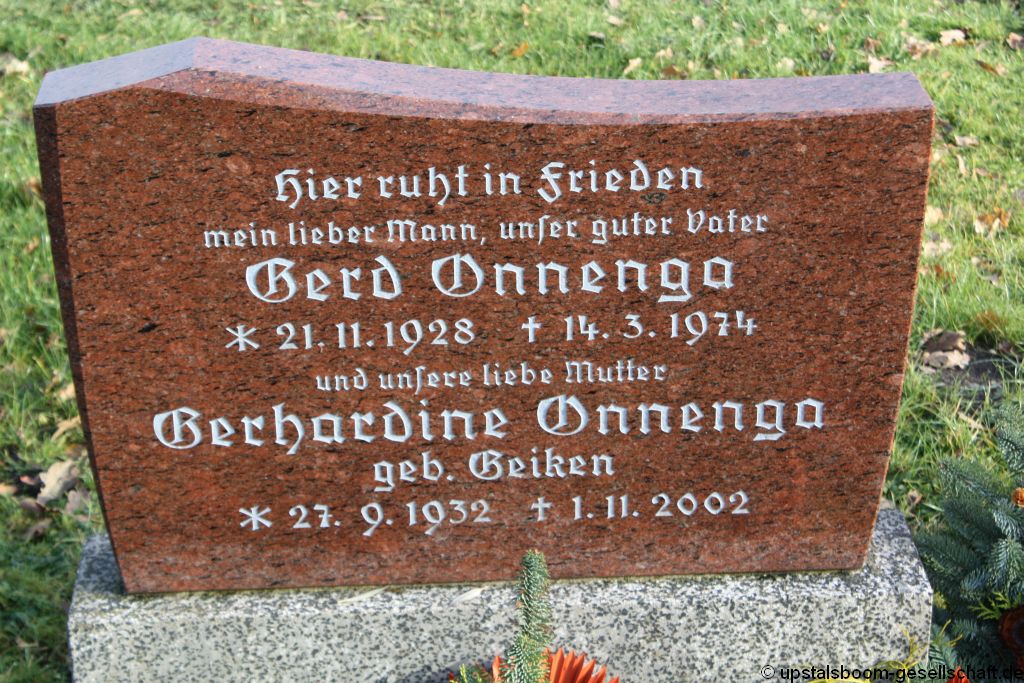 Hier ruht in Frieden
mein lieber Mann, unser guter Vater
Gerd Onnenga
* 21. 11. 1928 † 14. 3. 1974
und unsere liebe Mutter
Gerhardine Onnenga
geb. Geiken
* 27. 9. 1932 † 1. 11. 2002
© upstalsboom-gesellschaft.de